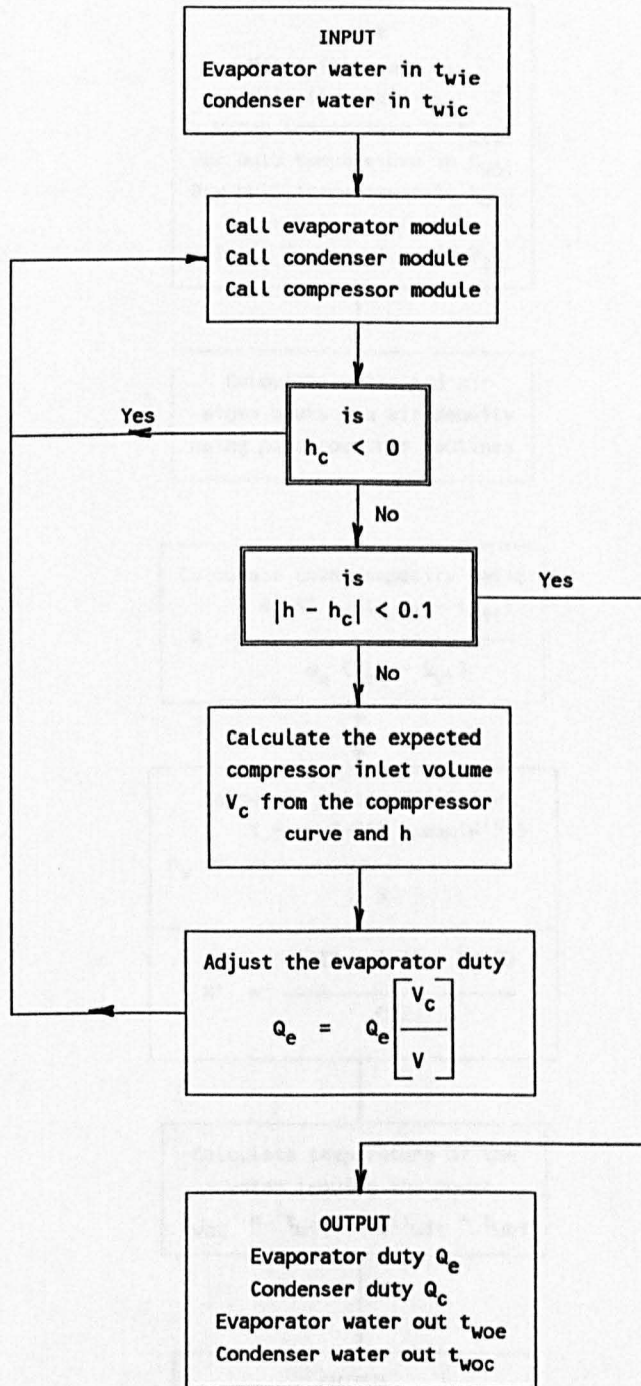 INPUT
Evaporator water in t_wie
Condenser water in t_wic
Call evaporator module
Call condenser module
Call compressor module
Yes
is
h_c < 0
No
is
|h - h_c| < 0.1
Yes
No
Calculate the expected
compressor inlet volume
V_c from the copmpressor
curve and h
Adjust the evaporator duty
Q_e = Q_e [V_c / V]
OUTPUT
Evaporator duty Q_e
Condenser duty Q_c
Evaporator water out t_woe
Condenser water out t_woc